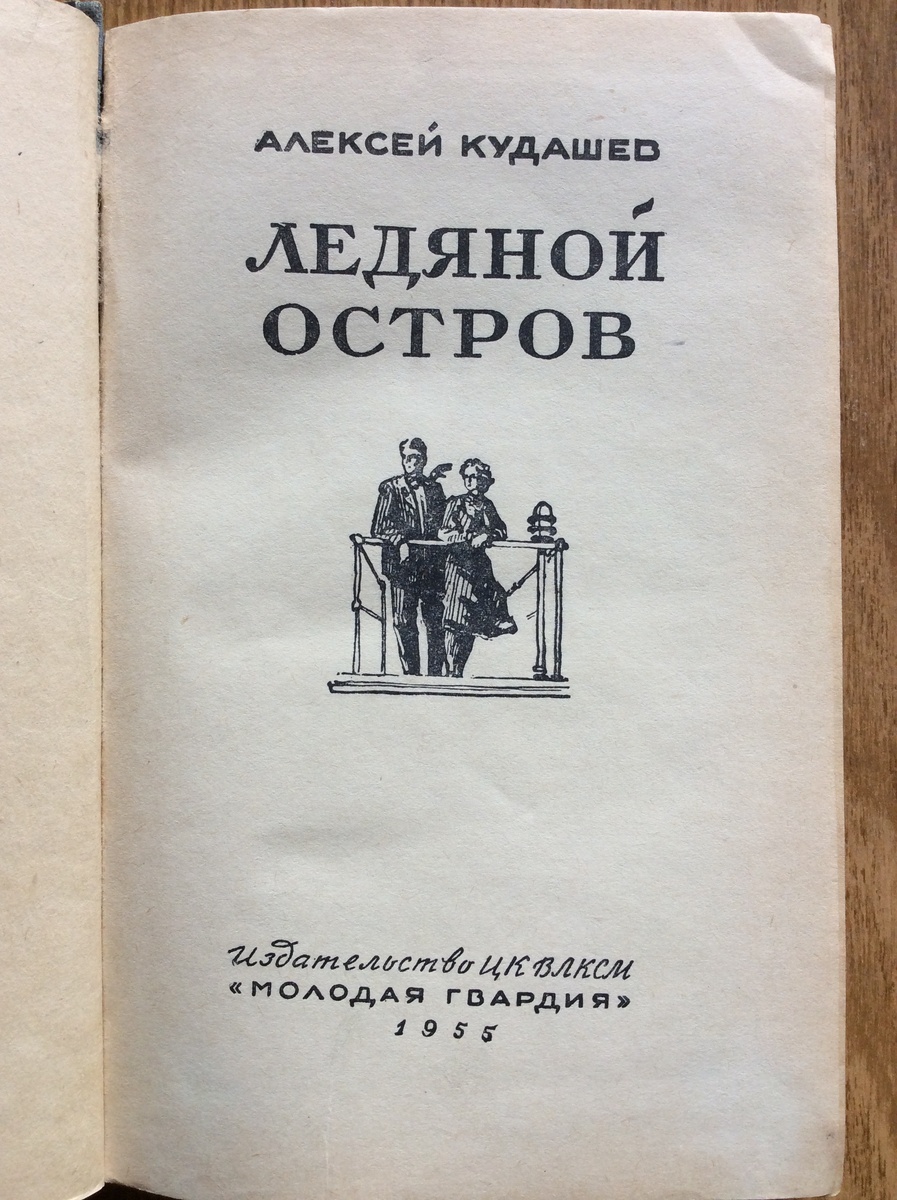 АЛЕКСЕЙ КУДАШЕВ
ЛЕДЯНОЙ
ОСТРОВ
Издательство ЦК ВЛКСМ
«МОЛОДАЯ ГВАРДИЯ»
1955